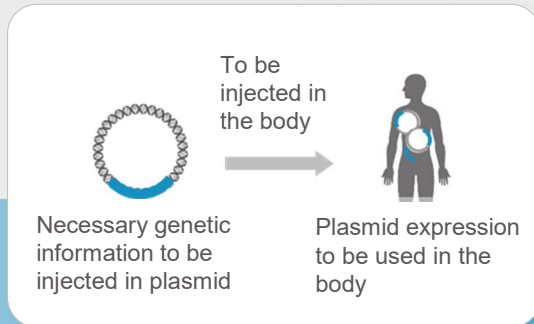 To be
injected in
the body
Necessary genetic
information to be
injected in plasmid
Plasmid expression
to be used in the
body